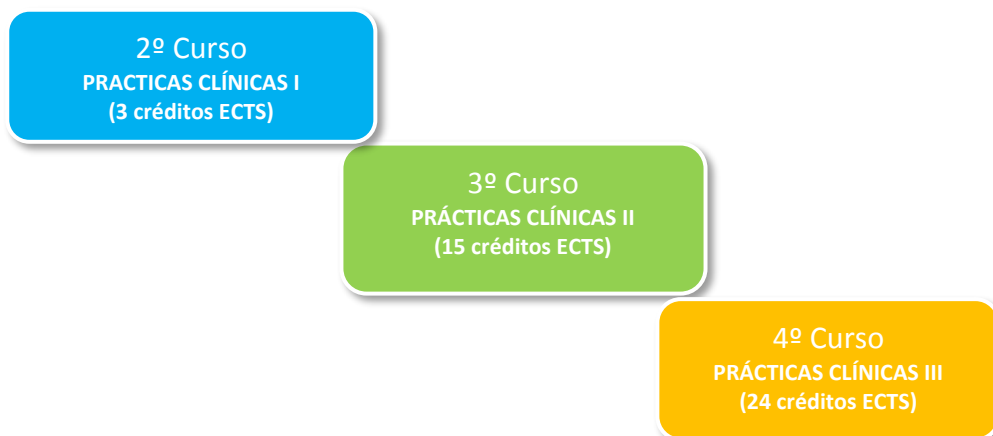 2º Curso
PRACTICAS CLÍNICAS I
(3 créditos ECTS)
3º Curso
PRÁCTICAS CLÍNICAS II
(15 créditos ECTS)
4º Curso
PRÁCTICAS CLÍNICAS III
(24 créditos ECTS)